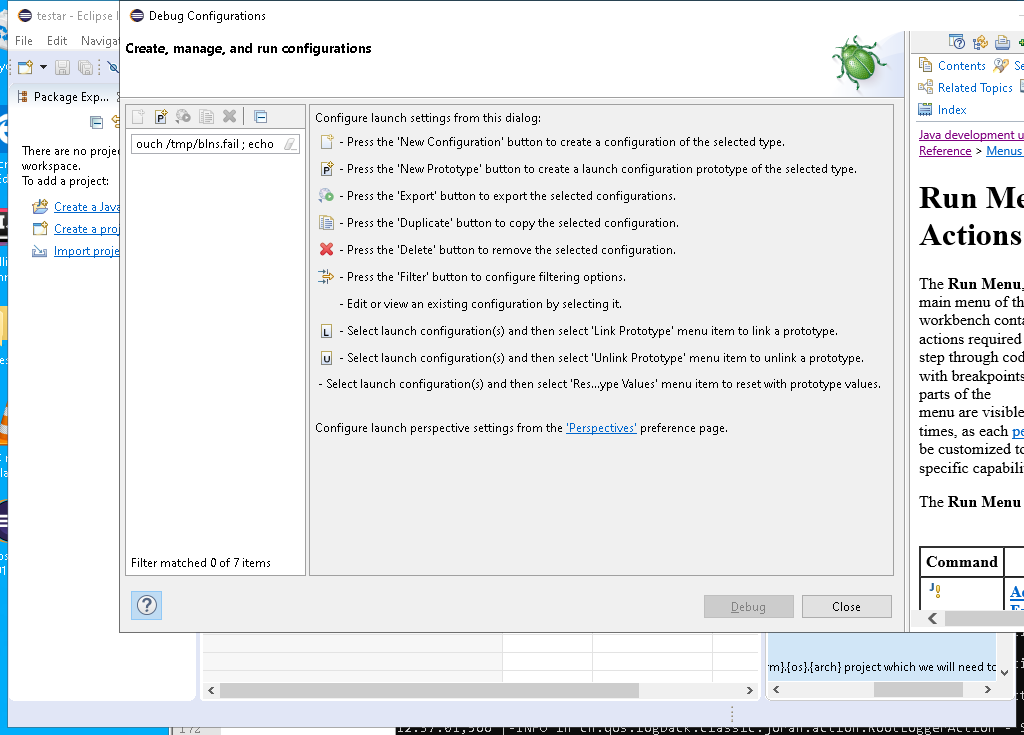 testar - Eclipse
File Edit Naviga
Package Exp...
There are no proje
workspace.
To add a project:
Create a Java
Create a proj
Import proje
Debug Configurations
Create, manage, and run configurations
ouch /tmp/blns.fail ; echo
Filter matched 0 of 7 items
Configure launch settings from this dialog:
- Press the 'New Configuration' button to create a configuration of the selected type.
- Press the 'New Prototype' button to create a launch configuration prototype of the selected type.
- Press the 'Export' button to export the selected configurations.
- Press the 'Duplicate' button to copy the selected configuration.
- Press the 'Delete' button to remove the selected configuration.
- Press the 'Filter' button to configure filtering options.
- Edit or view an existing configuration by selecting it.
- Select launch configuration(s) and then select 'Link Prototype' menu item to link a prototype.
- Select launch configuration(s) and then select 'Unlink Prototype' menu item to unlink a prototype.
- Select launch configuration(s) and then select 'Res...ype Values' menu item to reset with prototype values.
Configure launch perspective settings from the 'Perspectives' preference page.
Debug
Close
Contents Se
Related Topics
Index
Java development u
Reference > Menus
Run Me
Actions
The Run Menu,
main menu of th
workbench conta
actions required
step through cod
with breakpoints
parts of the
menu are visible
times, as each pe
be customized to
specific capabili
The Run Menu
Command
m}.{os}.{arch} project which we will need to
172
12:57:01,566 |-INFO in ch.qos.logback.classic.joran.action.RootLoggerAction - S